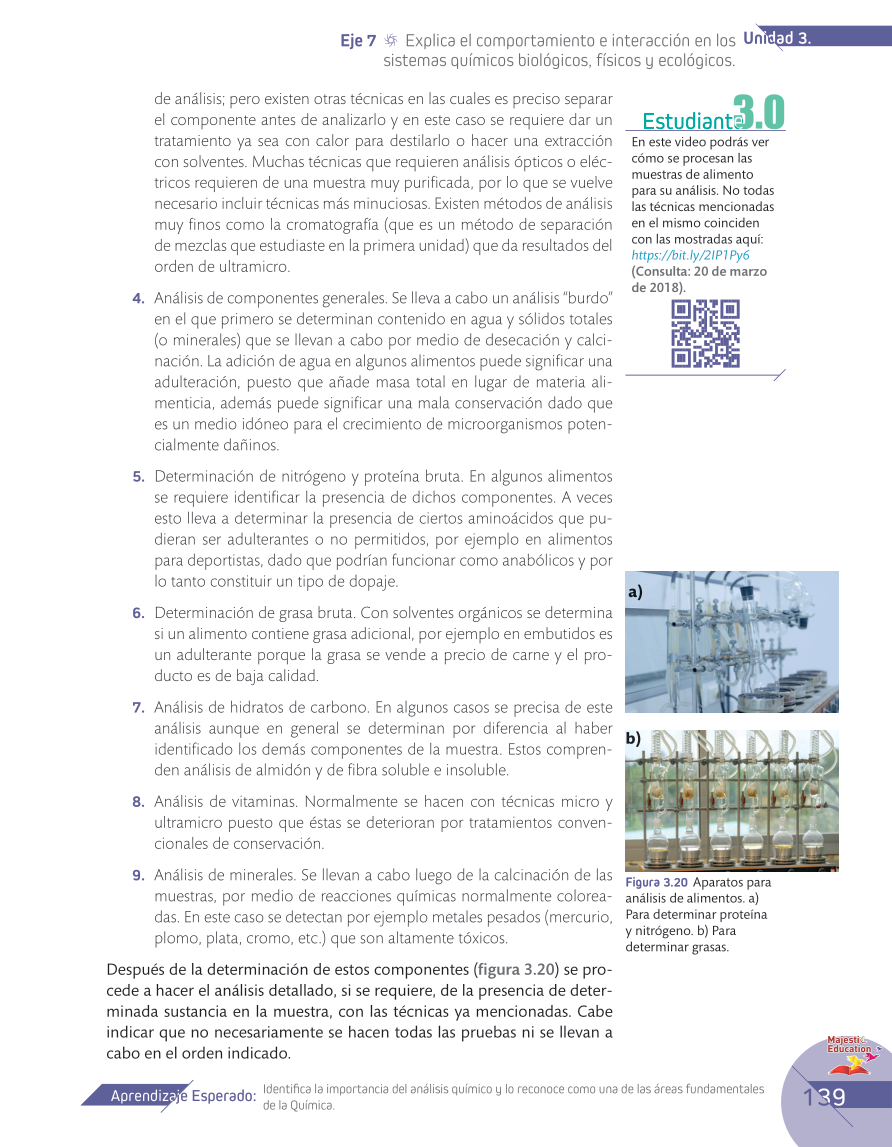 Eje 7 Explica el comportamiento e interacción en los
sistemas químicos biológicos, físicos y ecológicos.
Unidad 3.
de análisis; pero existen otras técnicas en las cuales es preciso separar
el componente antes de analizarlo y en este caso se requiere dar un
tratamiento ya sea con calor para destilarlo o hacer una extracción
con solventes. Muchas técnicas que requieren análisis ópticos o eléc-
tricos requieren de una muestra muy purificada, por lo que se vuelve
necesario incluir técnicas más minuciosas. Existen métodos de análisis
muy finos como la cromatografía (que es un método de separación
de mezclas que estudiaste en la primera unidad) que da resultados del
orden de ultramicro.
4. Análisis de componentes generales. Se lleva a cabo un análisis “burdo”
en el que primero se determinan contenido en agua y sólidos totales
(o minerales) que se llevan a cabo por medio de desecación y calci-
nación. La adición de agua en algunos alimentos puede significar una
adulteración, puesto que añade masa total en lugar de materia ali-
menticia, además puede significar una mala conservación dado que
es un medio idóneo para el crecimiento de microorganismos poten-
cialmente dañinos.
5. Determinación de nitrógeno y proteína bruta. En algunos alimentos
se requiere identificar la presencia de dichos componentes. A veces
esto lleva a determinar la presencia de ciertos aminoácidos que pu-
dieran ser adulterantes o no permitidos, por ejemplo en alimentos
para deportistas, dado que podrían funcionar como anabólicos y por
lo tanto constituir un tipo de dopaje.
6. Determinación de grasa bruta. Con solventes orgánicos se determina
si un alimento contiene grasa adicional, por ejemplo en embutidos es
un adulterante porque la grasa se vende a precio de carne y el pro-
ducto es de baja calidad.
7. Análisis de hidratos de carbono. En algunos casos se precisa de este
análisis aunque en general se determinan por diferencia al haber
identificado los demás componentes de la muestra. Estos compren-
den análisis de almidón y de fibra soluble e insoluble.
8. Análisis de vitaminas. Normalmente se hacen con técnicas micro y
ultramicro puesto que éstas se deterioran por tratamientos conven-
cionales de conservación.
9. Análisis de minerales. Se llevan a cabo luego de la calcinación de las
muestras, por medio de reacciones químicas normalmente colorea-
das. En este caso se detectan por ejemplo metales pesados (mercurio,
plomo, plata, cromo, etc.) que son altamente tóxicos.
Después de la determinación de estos componentes (figura 3.20) se pro-
cede a hacer el análisis detallado, si se requiere, de la presencia de deter-
minada sustancia en la muestra, con las técnicas ya mencionadas. Cabe
indicar que no necesariamente se hacen todas las pruebas ni se llevan a
cabo en el orden indicado.
Estudiante3.0
En este video podrás ver
cómo se procesan las
muestras de alimento
para su análisis. No todas
las técnicas mencionadas
en el mismo coinciden
con las mostradas aquí:
https://bit.ly/2IP1Py6
(Consulta: 20 de marzo
de 2018).
a)
b)
Figura 3.20 Aparatos para
análisis de alimentos. a)
Para determinar proteína
y nitrógeno. b) Para
determinar grasas.
Aprendizaje Esperado: Identifica la importancia del análisis químico y lo reconoce como una de las áreas fundamentales
de la Química.
Majestic
Education
139